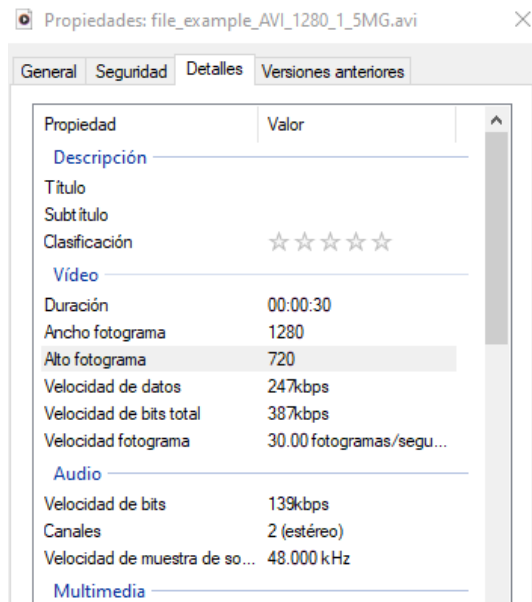 Propiedades: file_example_AVI_1280_1_5MG.avi
General Seguridad Detalles Versiones anteriores
Propiedad Valor
Descripción
Título
Subtítulo
Clasificación
Vídeo
Duración 00:00:30
Ancho fotograma 1280
Alto fotograma 720
Velocidad de datos 247kbps
Velocidad de bits total 387kbps
Velocidad fotograma 30.00 fotogramas/segu...
Audio
Velocidad de bits 139kbps
Canales 2 (estéreo)
Velocidad de muestra de so... 48.000 kHz
Multimedia